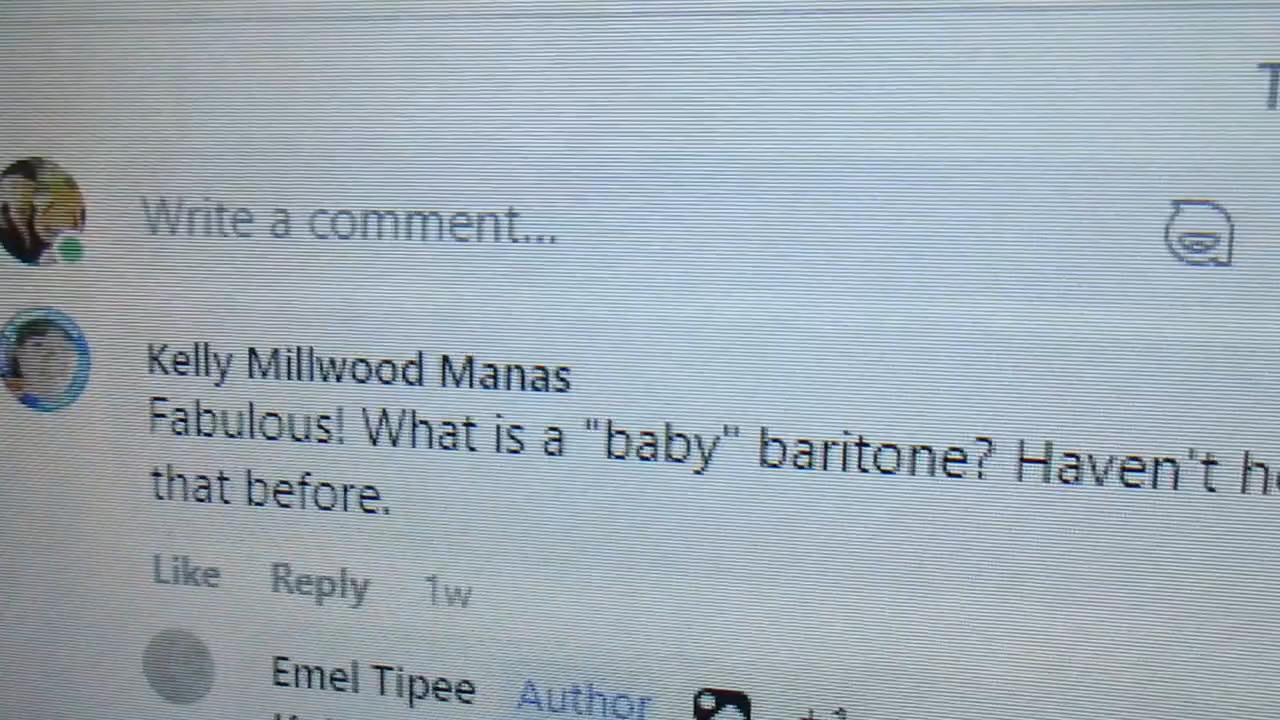 Write a comment...
Kelly Millwood Manas
Fabulous! What is a "baby" baritone? Haven't
that before.
Like Reply 1w
Emel Tipee Author